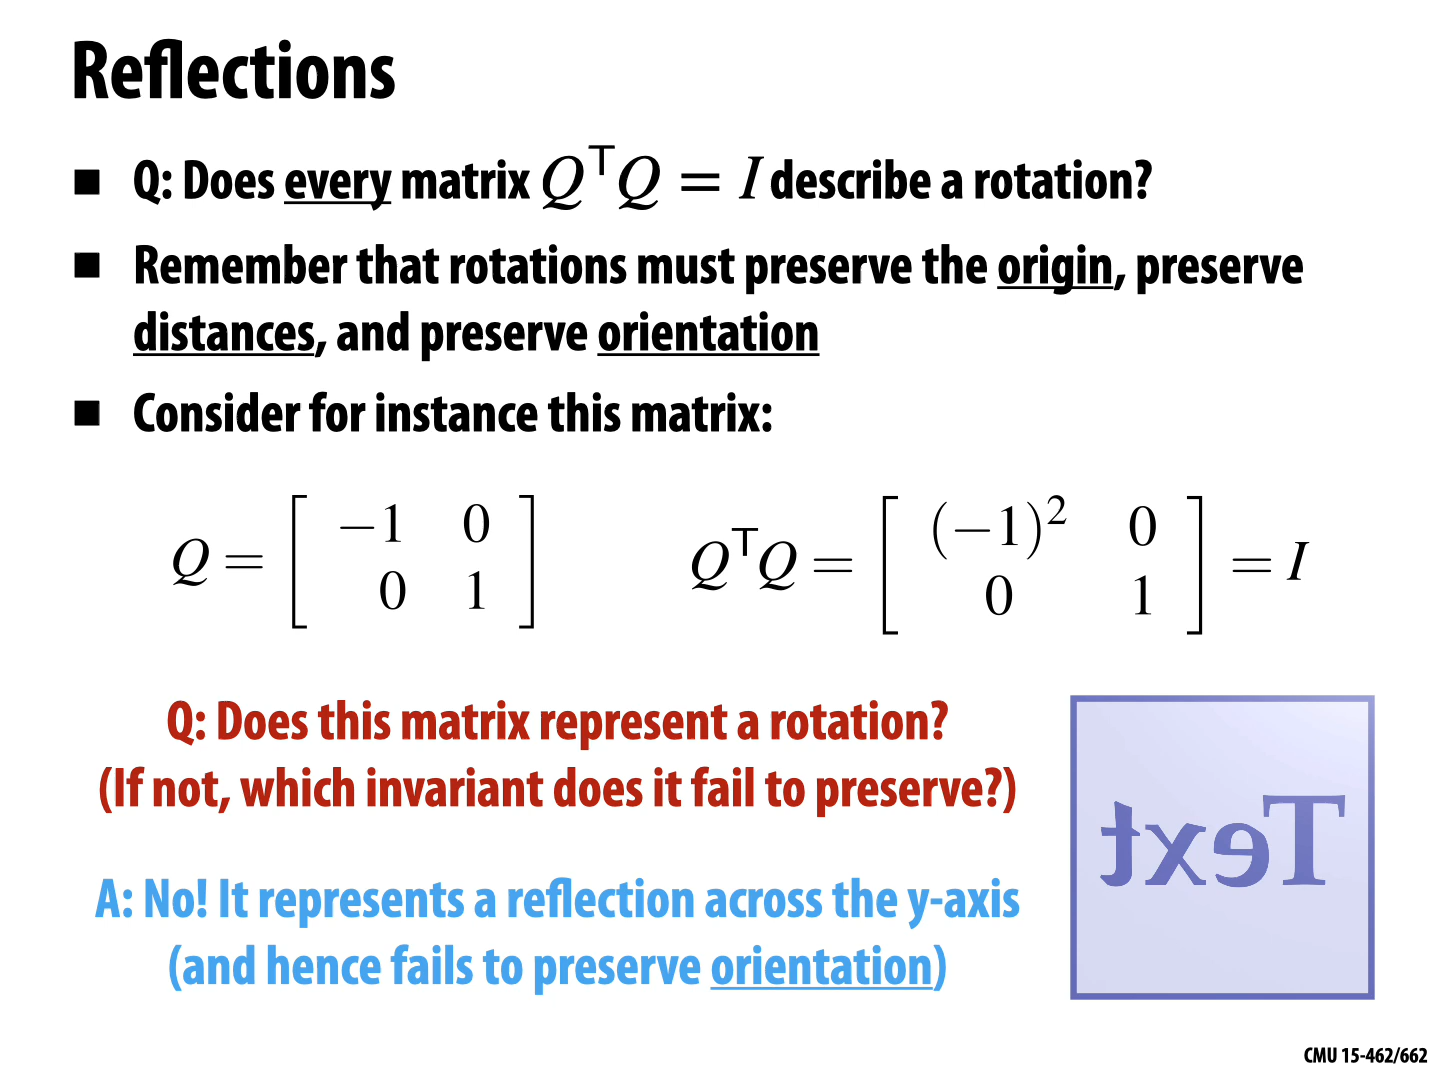 Reflections
■ Q: Does every matrix QᵀQ = I describe a rotation?
■ Remember that rotations must preserve the origin, preserve
distances, and preserve orientation
■ Consider for instance this matrix:
Q = [ −1 0 ; 0 1 ] QᵀQ = [ (−1)² 0 ; 0 1 ] = I
Q: Does this matrix represent a rotation?
(If not, which invariant does it fail to preserve?)
Text
A: No! It represents a reflection across the y-axis
(and hence fails to preserve orientation)
CMU 15-462/662